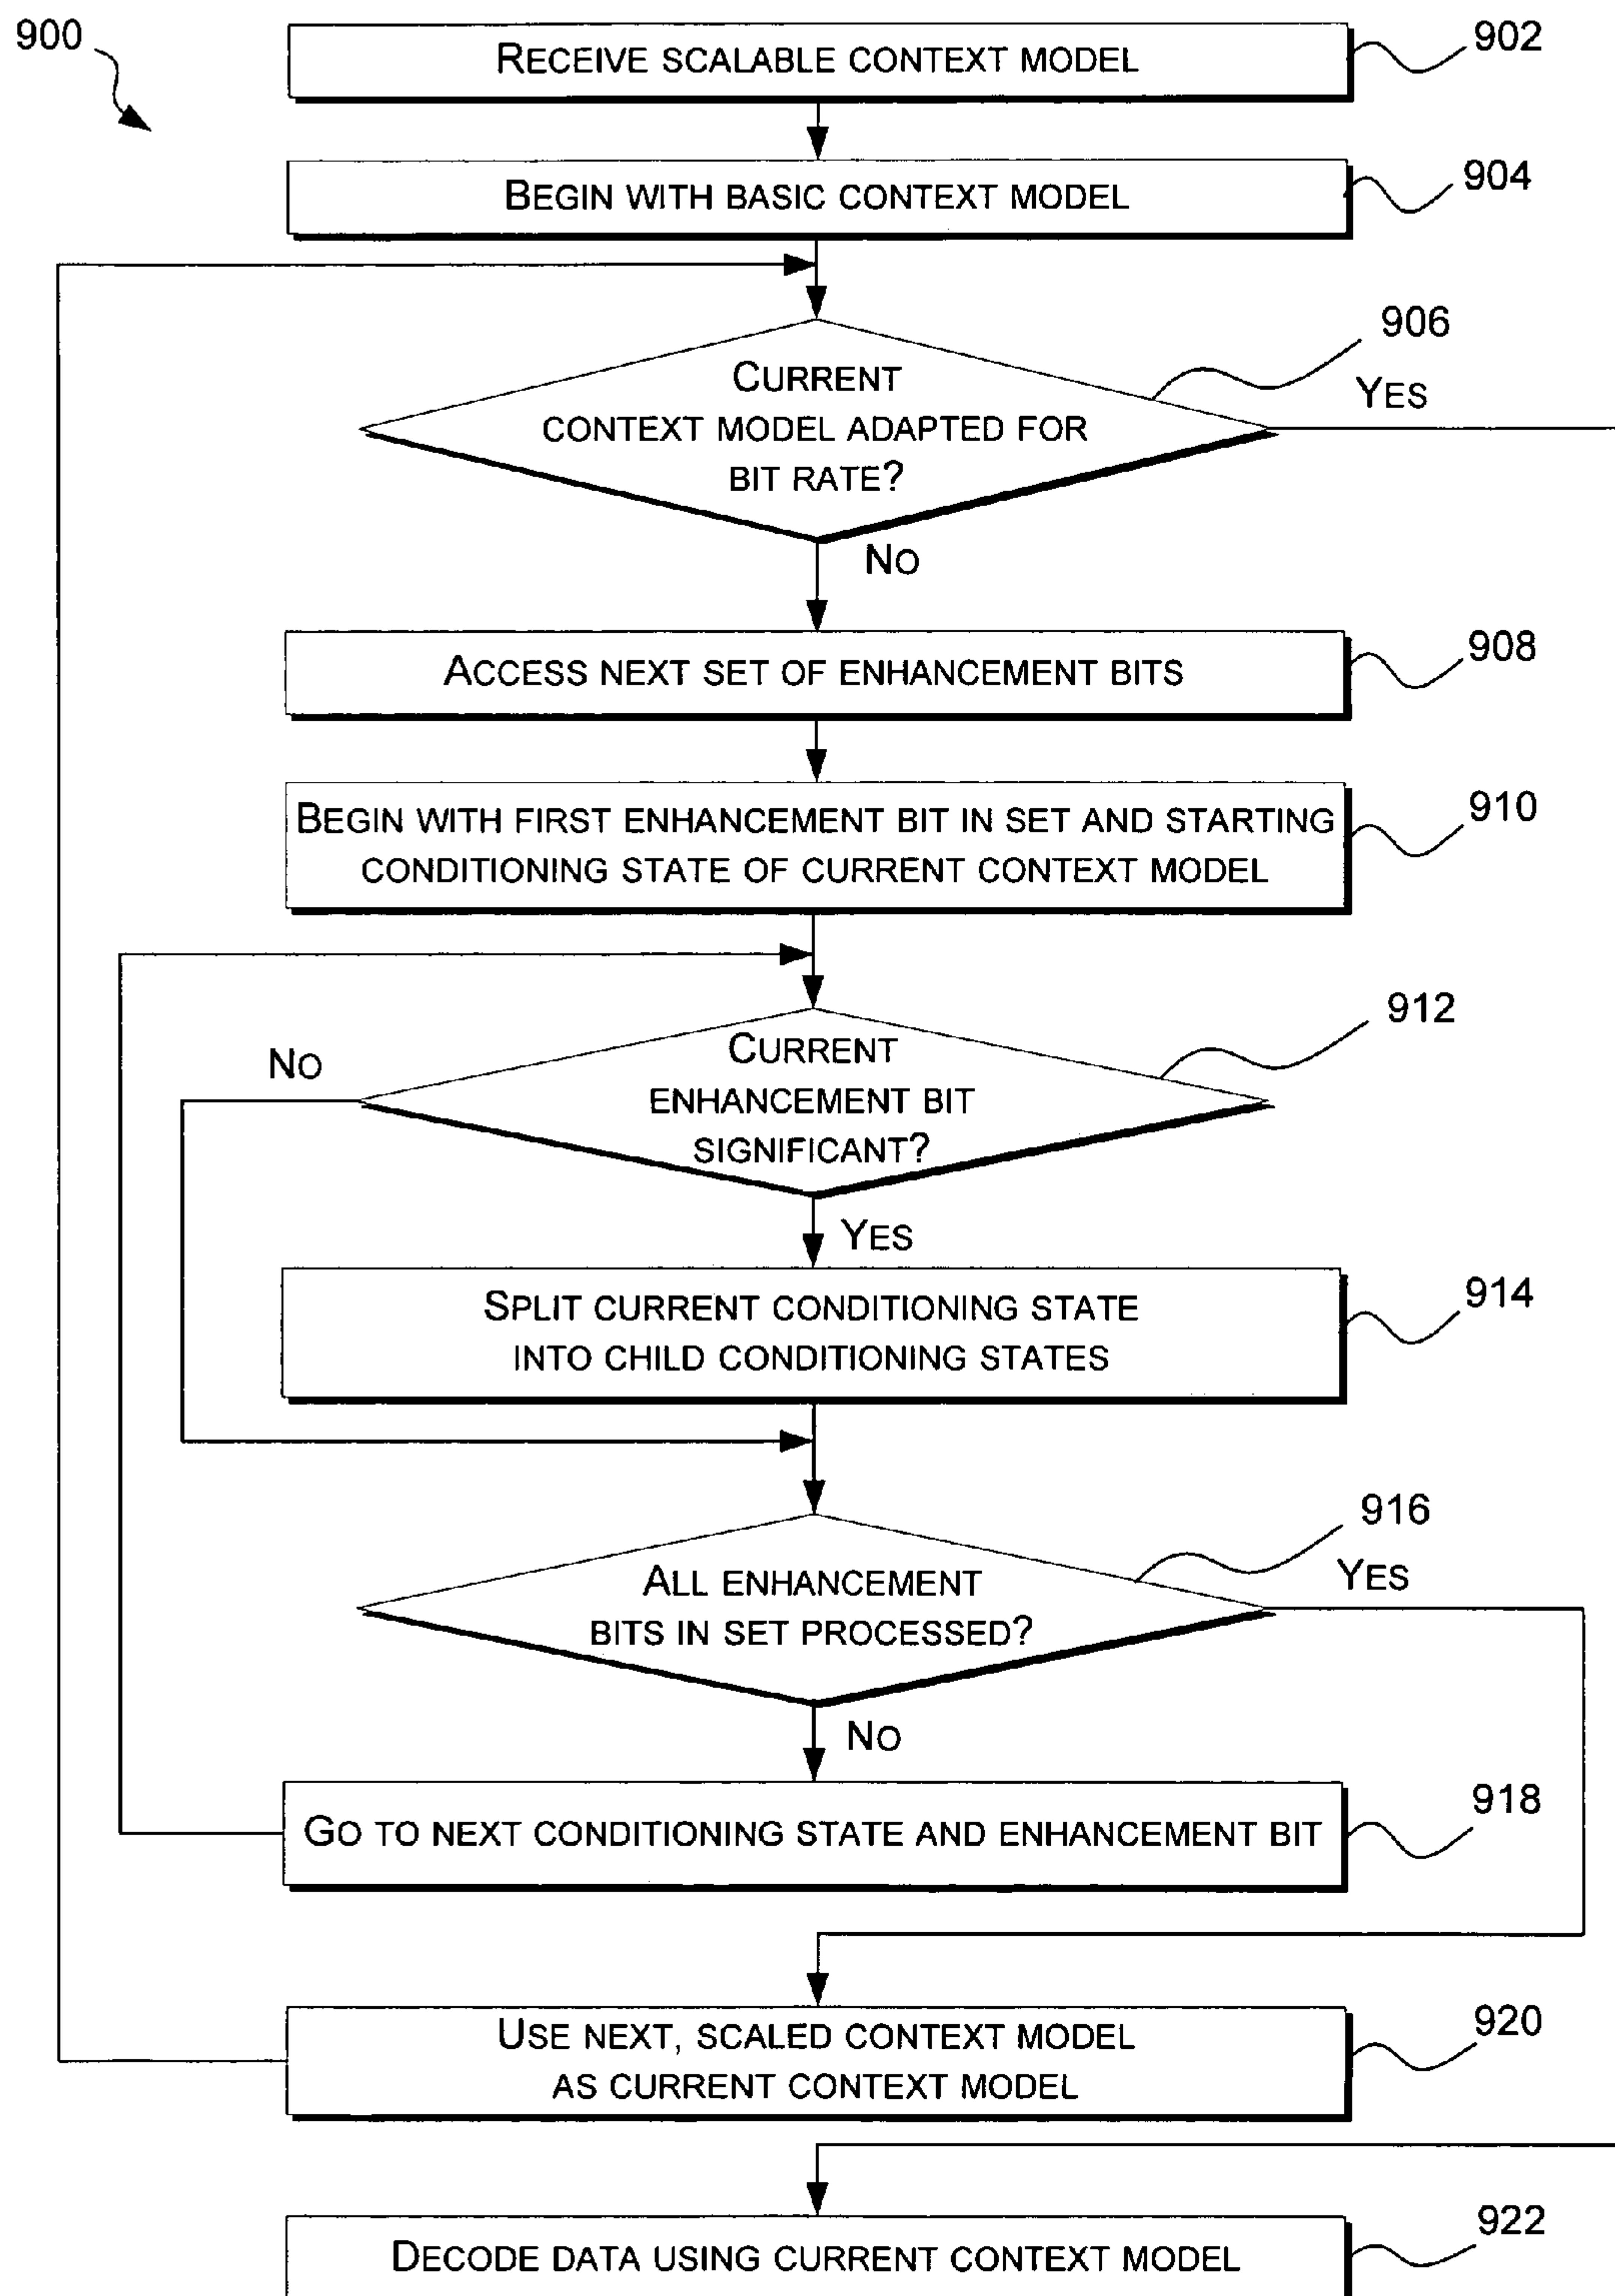 900
RECEIVE SCALABLE CONTEXT MODEL
902
BEGIN WITH BASIC CONTEXT MODEL
904
906
CURRENT
CONTEXT MODEL ADAPTED FOR
BIT RATE?
YES
NO
ACCESS NEXT SET OF ENHANCEMENT BITS
908
BEGIN WITH FIRST ENHANCEMENT BIT IN SET AND STARTING
CONDITIONING STATE OF CURRENT CONTEXT MODEL
910
912
CURRENT
ENHANCEMENT BIT
SIGNIFICANT?
NO
YES
SPLIT CURRENT CONDITIONING STATE
INTO CHILD CONDITIONING STATES
914
916
ALL ENHANCEMENT
BITS IN SET PROCESSED?
YES
NO
GO TO NEXT CONDITIONING STATE AND ENHANCEMENT BIT
918
USE NEXT, SCALED CONTEXT MODEL
AS CURRENT CONTEXT MODEL
920
DECODE DATA USING CURRENT CONTEXT MODEL
922